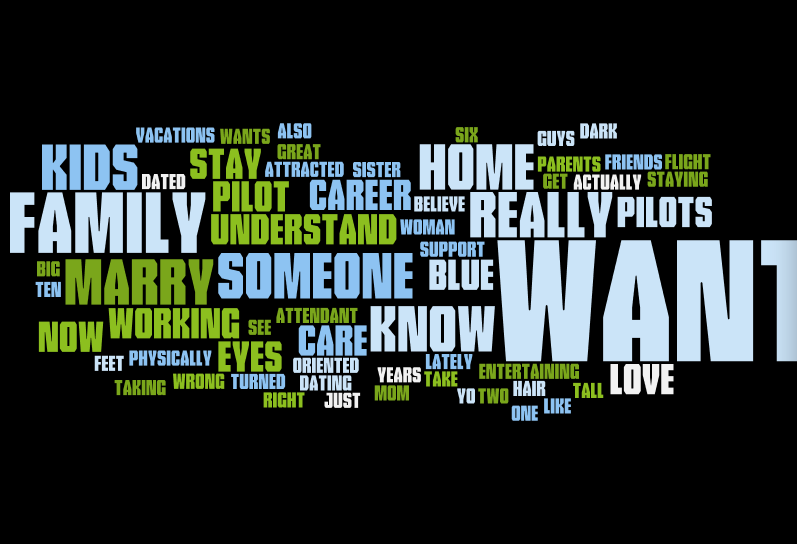 VACATIONS WANTS ALSO SIX GUYS DARK
KIDS STAY GREAT HOME PARENTS FRIENDS FLIGHT
DATED ATTRACTED SISTER GET ACTUALLY STAYING
FAMILY PILOT CAREER BELIEVE REALLY PILOTS
UNDERSTAND WOMAN
BIG MARRY SOMEONE SUPPORT BLUE WANT
TEN
NOW WORKING SEE ATTENDANT CARE KNOW
FEET PHYSICALLY EYES ORIENTED LATELY
TAKING WRONG TURNED DATING YEARS TAKE ENTERTAINING LOVE
RIGHT JUST MOM YO TWO HAIR TALL
ONE LIKE